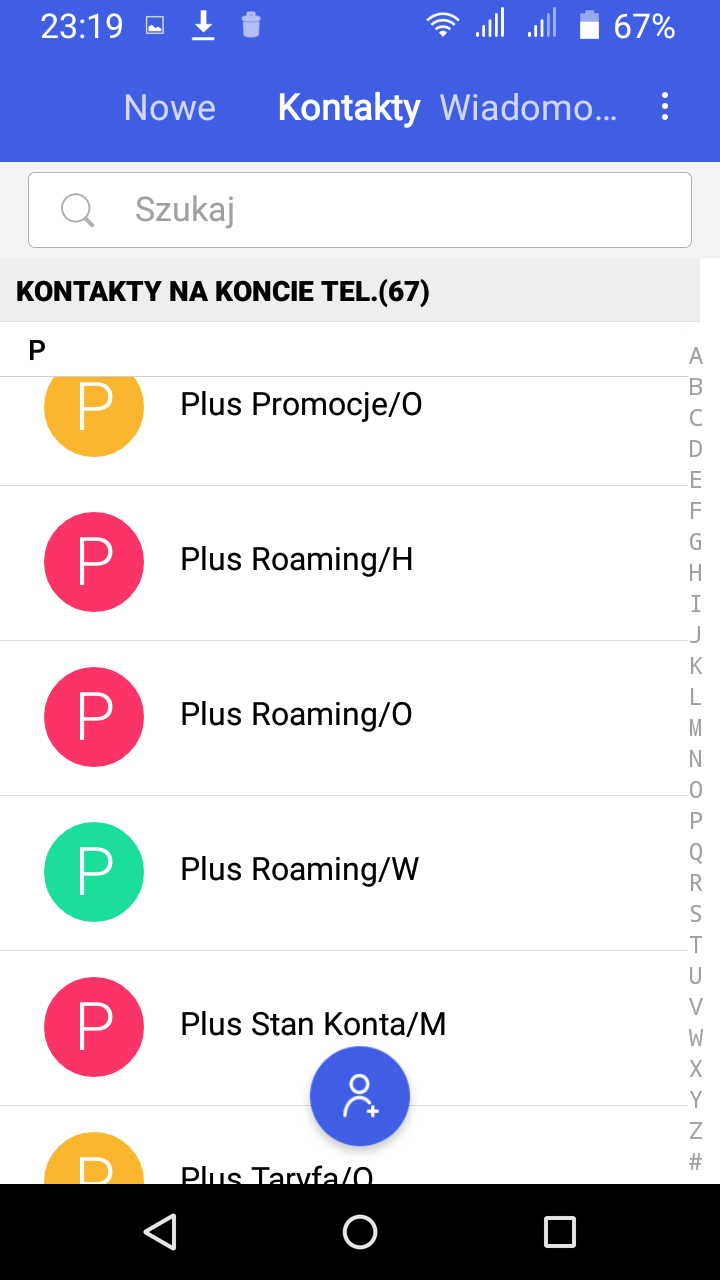 23:19 67%
Nowe Kontakty Wiadomo...
Szukaj
KONTAKTY NA KONCIE TEL.(67)
P
P Plus Promocje/O
P Plus Roaming/H
P Plus Roaming/O
P Plus Roaming/W
P Plus Stan Konta/M
P Plus Taryfa/O
A
B
C
D
E
F
G
H
I
J
K
L
M
N
O
P
Q
R
S
T
U
V
W
X
Y
Z
#